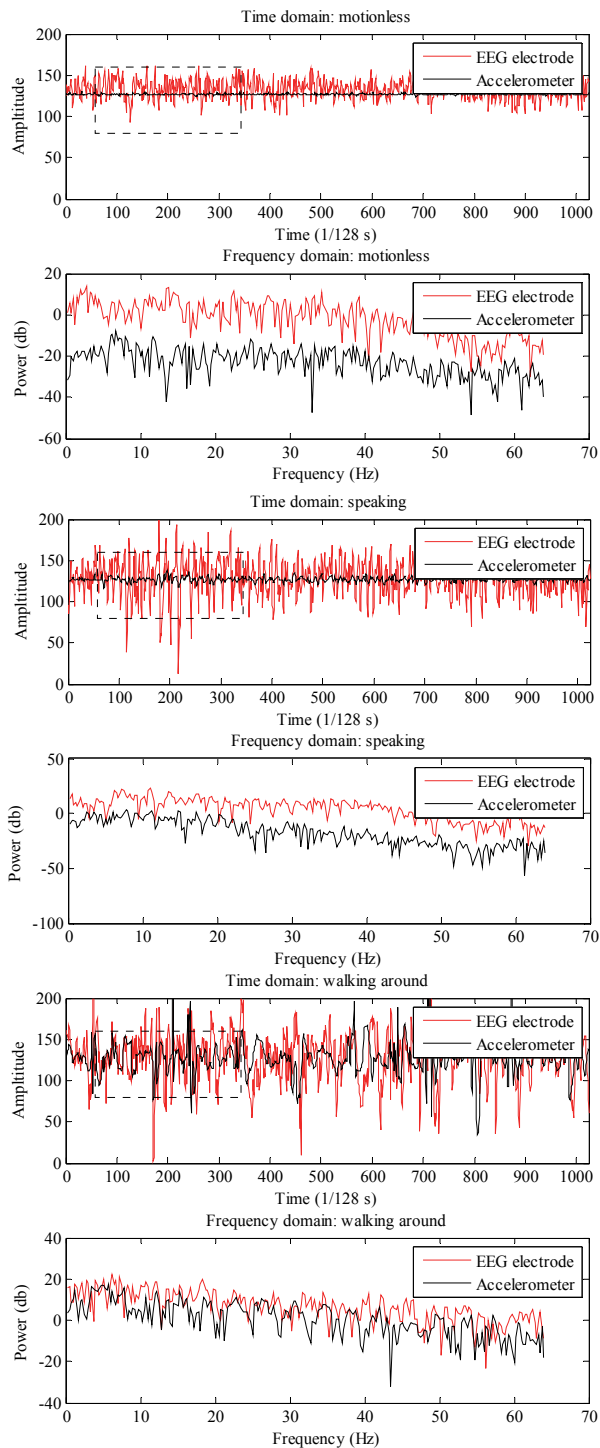 Time domain: motionless
200
150
100
50
0
Ampltitude
EEG electrode
Accelerometer
0 100 200 300 400 500 600 700 800 900 1000
Time (1/128 s)
Frequency domain: motionless
20
0
-20
-40
-60
Power (db)
EEG electrode
Accelerometer
0 10 20 30 40 50 60 70
Frequency (Hz)
Time domain: speaking
200
150
100
50
0
Ampltitude
EEG electrode
Accelerometer
0 100 200 300 400 500 600 700 800 900 1000
Time (1/128 s)
Frequency domain: speaking
50
0
-50
-100
Power (db)
EEG electrode
Accelerometer
0 10 20 30 40 50 60 70
Frequency (Hz)
Time domain: walking around
200
150
100
50
0
Ampltitude
EEG electrode
Accelerometer
0 100 200 300 400 500 600 700 800 900 1000
Time (1/128 s)
Frequency domain: walking around
40
20
0
-20
-40
Power (db)
EEG electrode
Accelerometer
0 10 20 30 40 50 60 70
Frequency (Hz)